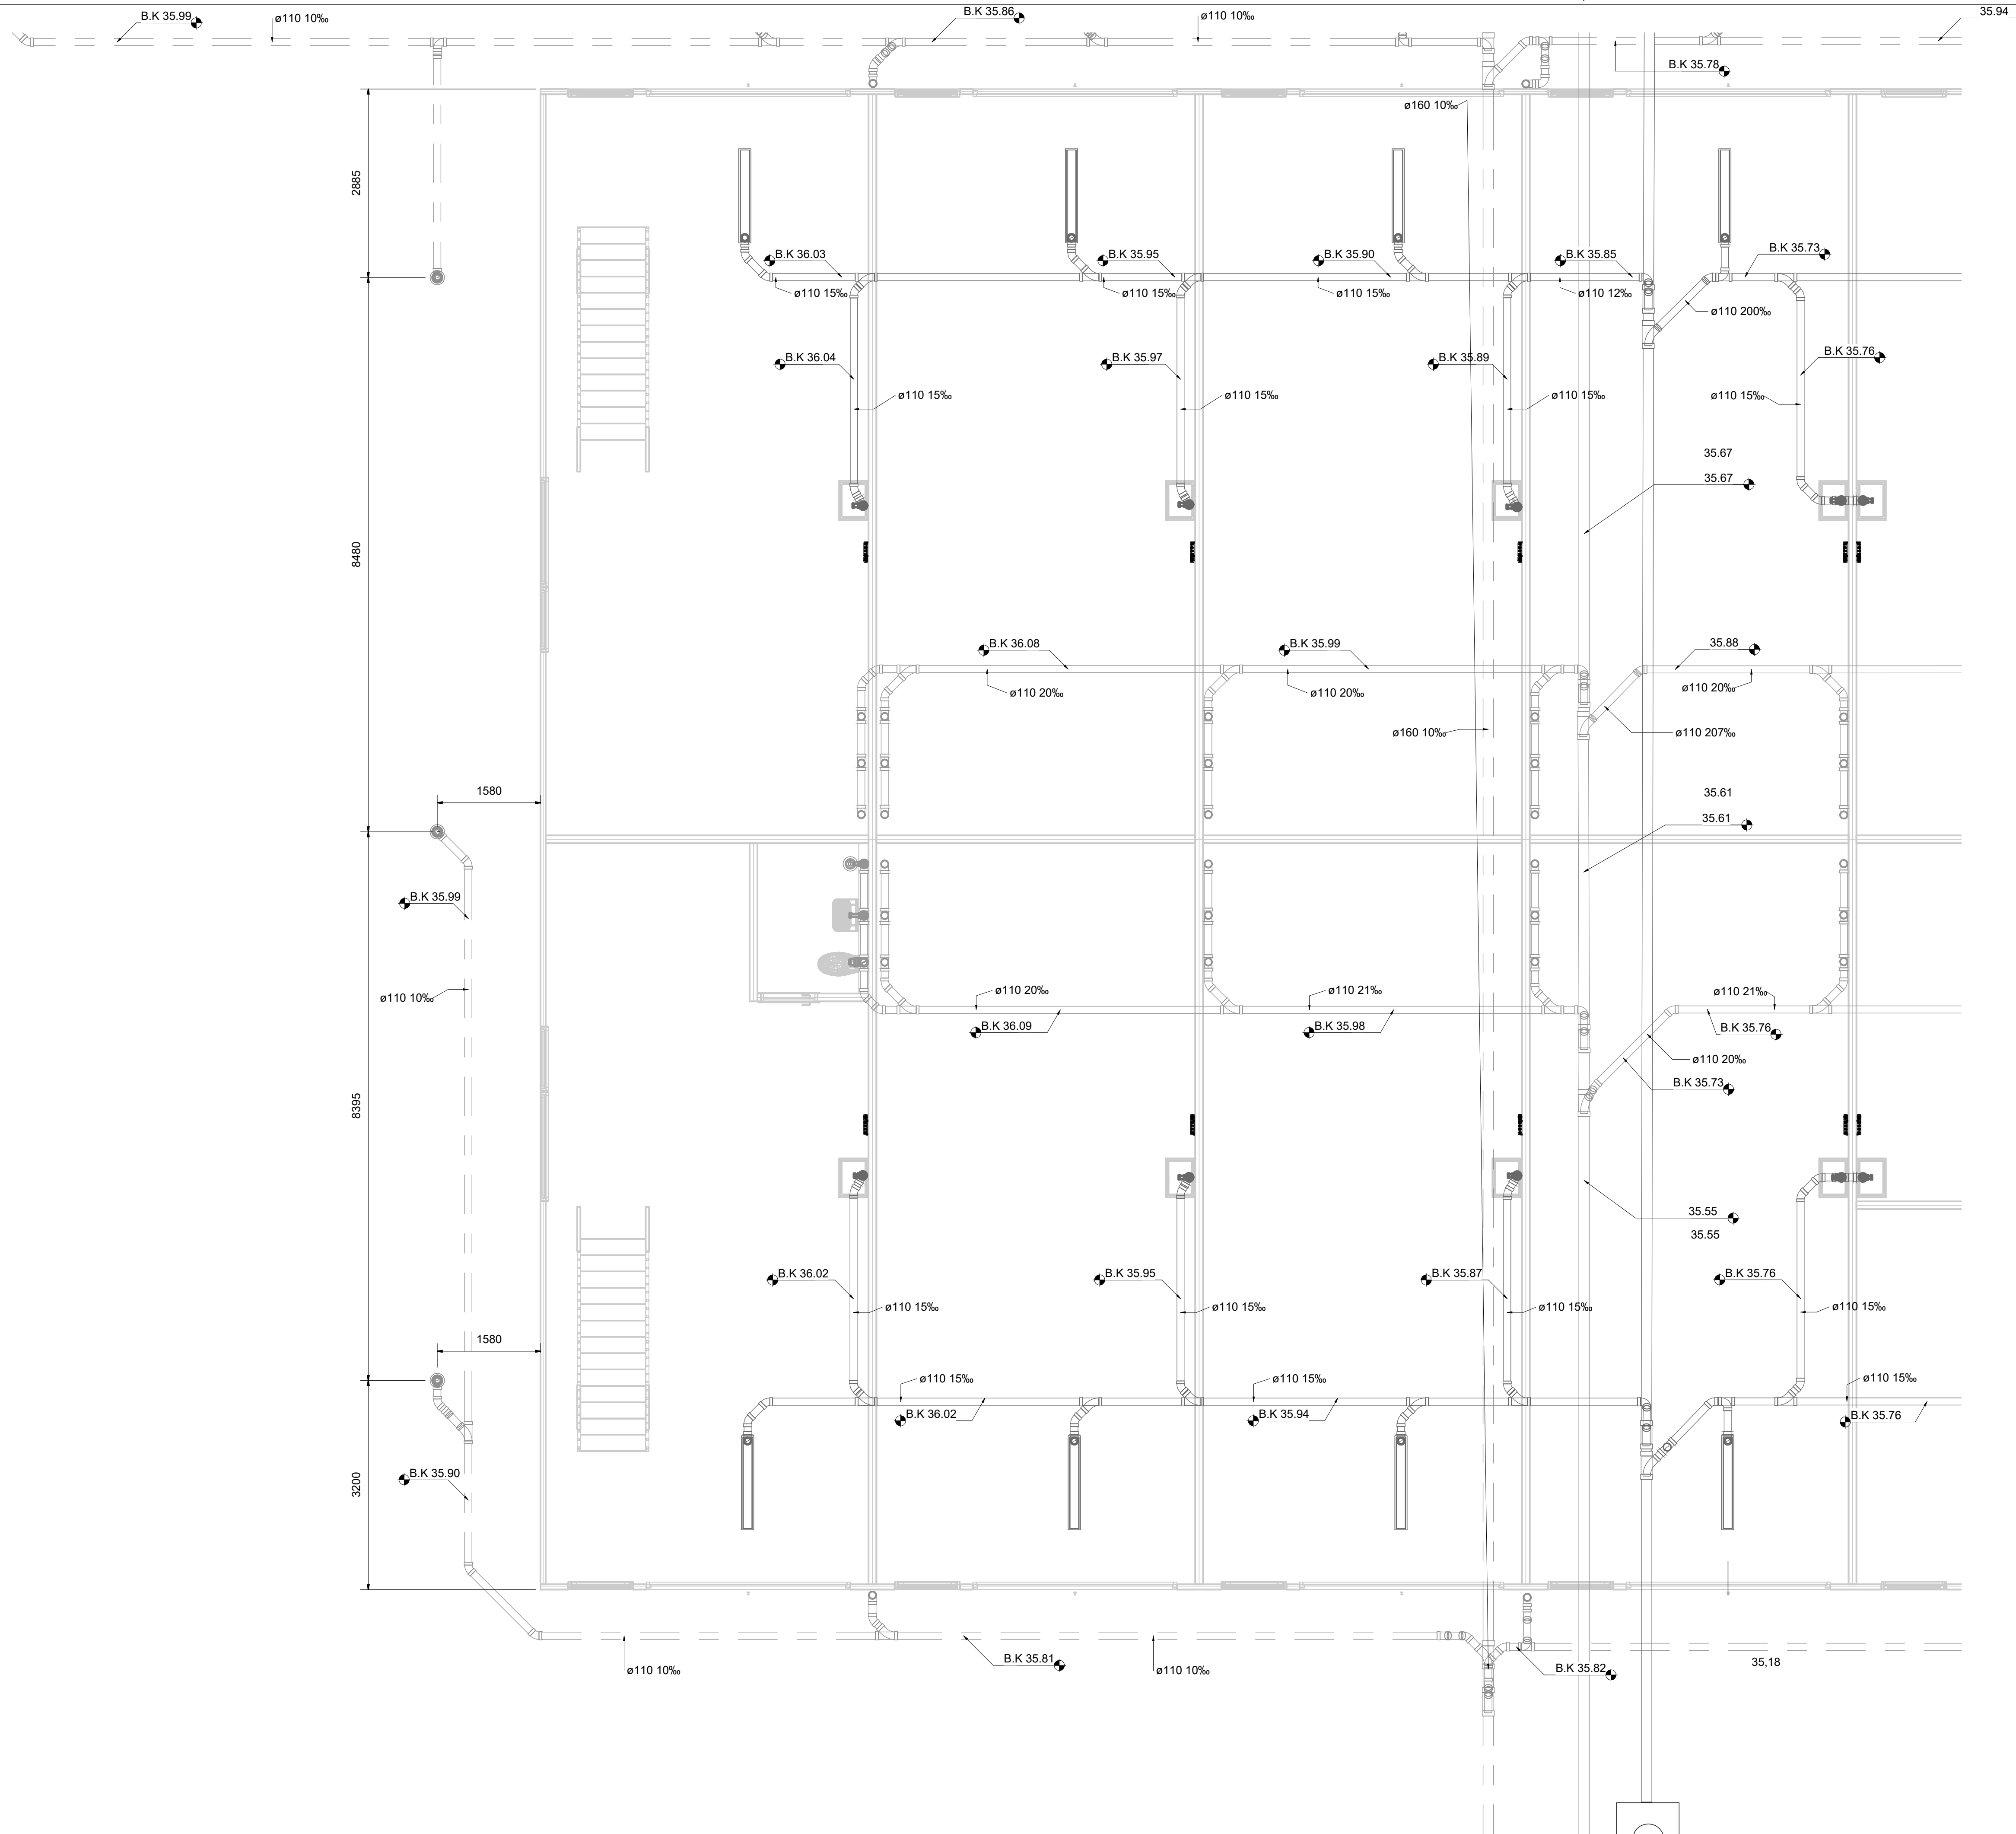 B.K 35.99
ø110 10‰
B.K 35.86
ø110 10‰
35.94
B.K 35.78
ø160 10‰
2885
B.K 36.03
B.K 35.95
B.K 35.90
B.K 35.85
B.K 35.73
ø110 15‰
ø110 15‰
ø110 15‰
ø110 12‰
ø110 200‰
B.K 36.04
B.K 35.97
B.K 35.89
B.K 35.76
ø110 15‰
ø110 15‰
ø110 15‰
ø110 15‰
35.67
35.67
8480
B.K 36.08
B.K 35.99
35.88
ø110 20‰
ø110 20‰
ø110 20‰
ø160 10‰
ø110 207‰
1580
35.61
35.61
B.K 35.99
ø110 10‰
ø110 20‰
ø110 21‰
ø110 21‰
B.K 36.09
B.K 35.98
B.K 35.76
ø110 20‰
B.K 35.73
8395
35.55
35.55
B.K 36.02
B.K 35.95
B.K 35.87
B.K 35.76
ø110 15‰
ø110 15‰
ø110 15‰
ø110 15‰
1580
ø110 15‰
ø110 15‰
ø110 15‰
B.K 36.02
B.K 35.94
B.K 35.76
3200
B.K 35.90
B.K 35.81
B.K 35.82
35,18
ø110 10‰
ø110 10‰